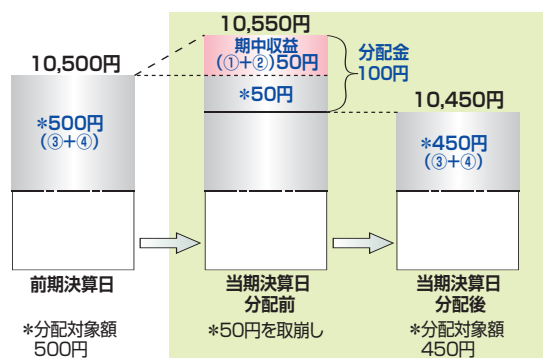 10,500円
*500円
(③+④)
前期決算日
*分配対象額
500円
10,550円
期中収益
(①+②)50円
*50円
分配金
100円
当期決算日
分配前
*50円を取崩し
10,450円
*450円
(③+④)
当期決算日
分配後
*分配対象額
450円